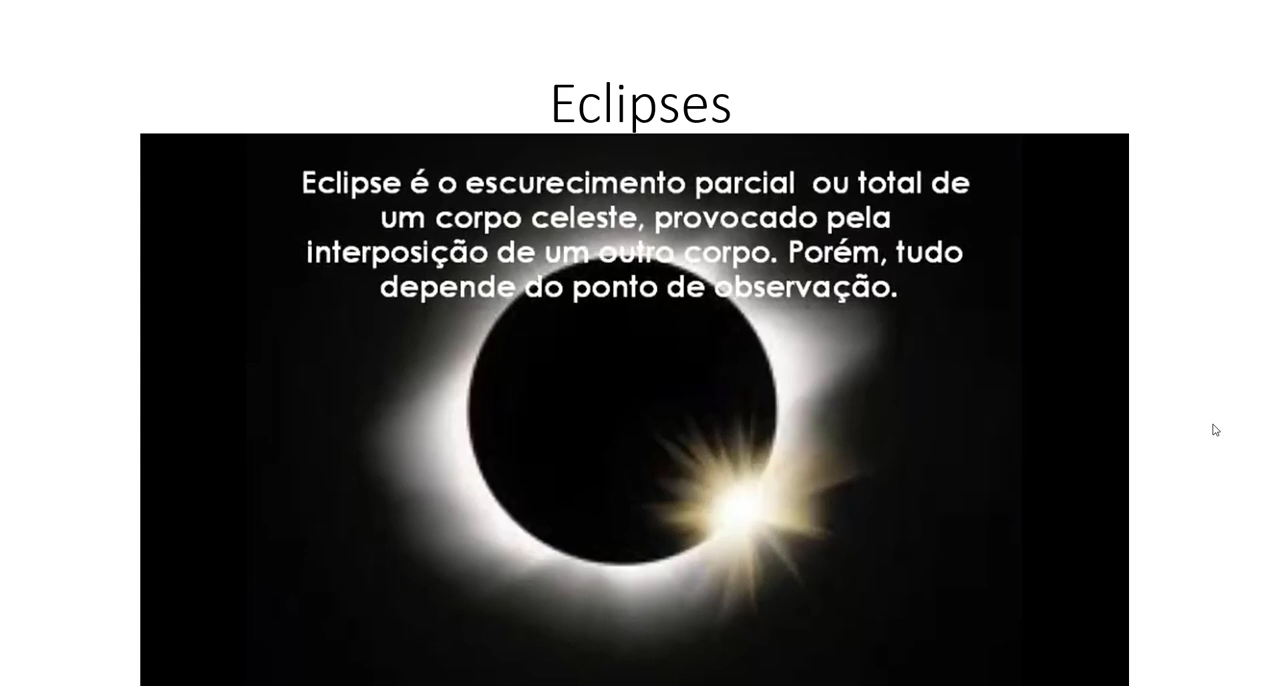 Eclipses
Eclipse é o escurecimento parcial ou total de
um corpo celeste, provocado pela
interposição de um outro corpo. Porém, tudo
depende do ponto de observação.